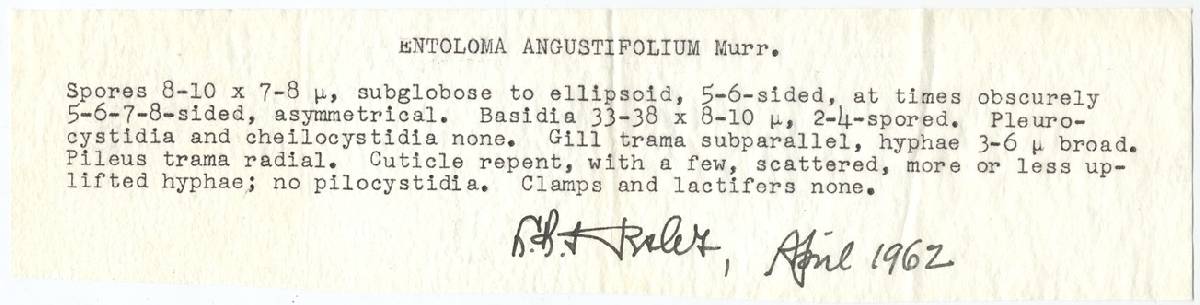 ENTOLOMA ANGUSTIFOLIUM Murr.
Spores 8-10 x 7-8 μ, subglobose to ellipsoid, 5-6-sided, at times obscurely
5-6-7-8-sided, asymmetrical. Basidia 33-38 x 8-10 μ, 2-4-spored. Pleuro-
cystidia and cheilocystidia none. Gill trama subparallel, hyphae 3-6 μ broad.
Pileus trama radial. Cuticle repent, with a few, scattered, more or less up-
lifted hyphae; no pilocystidia. Clamps and lactifers none.
April 1962